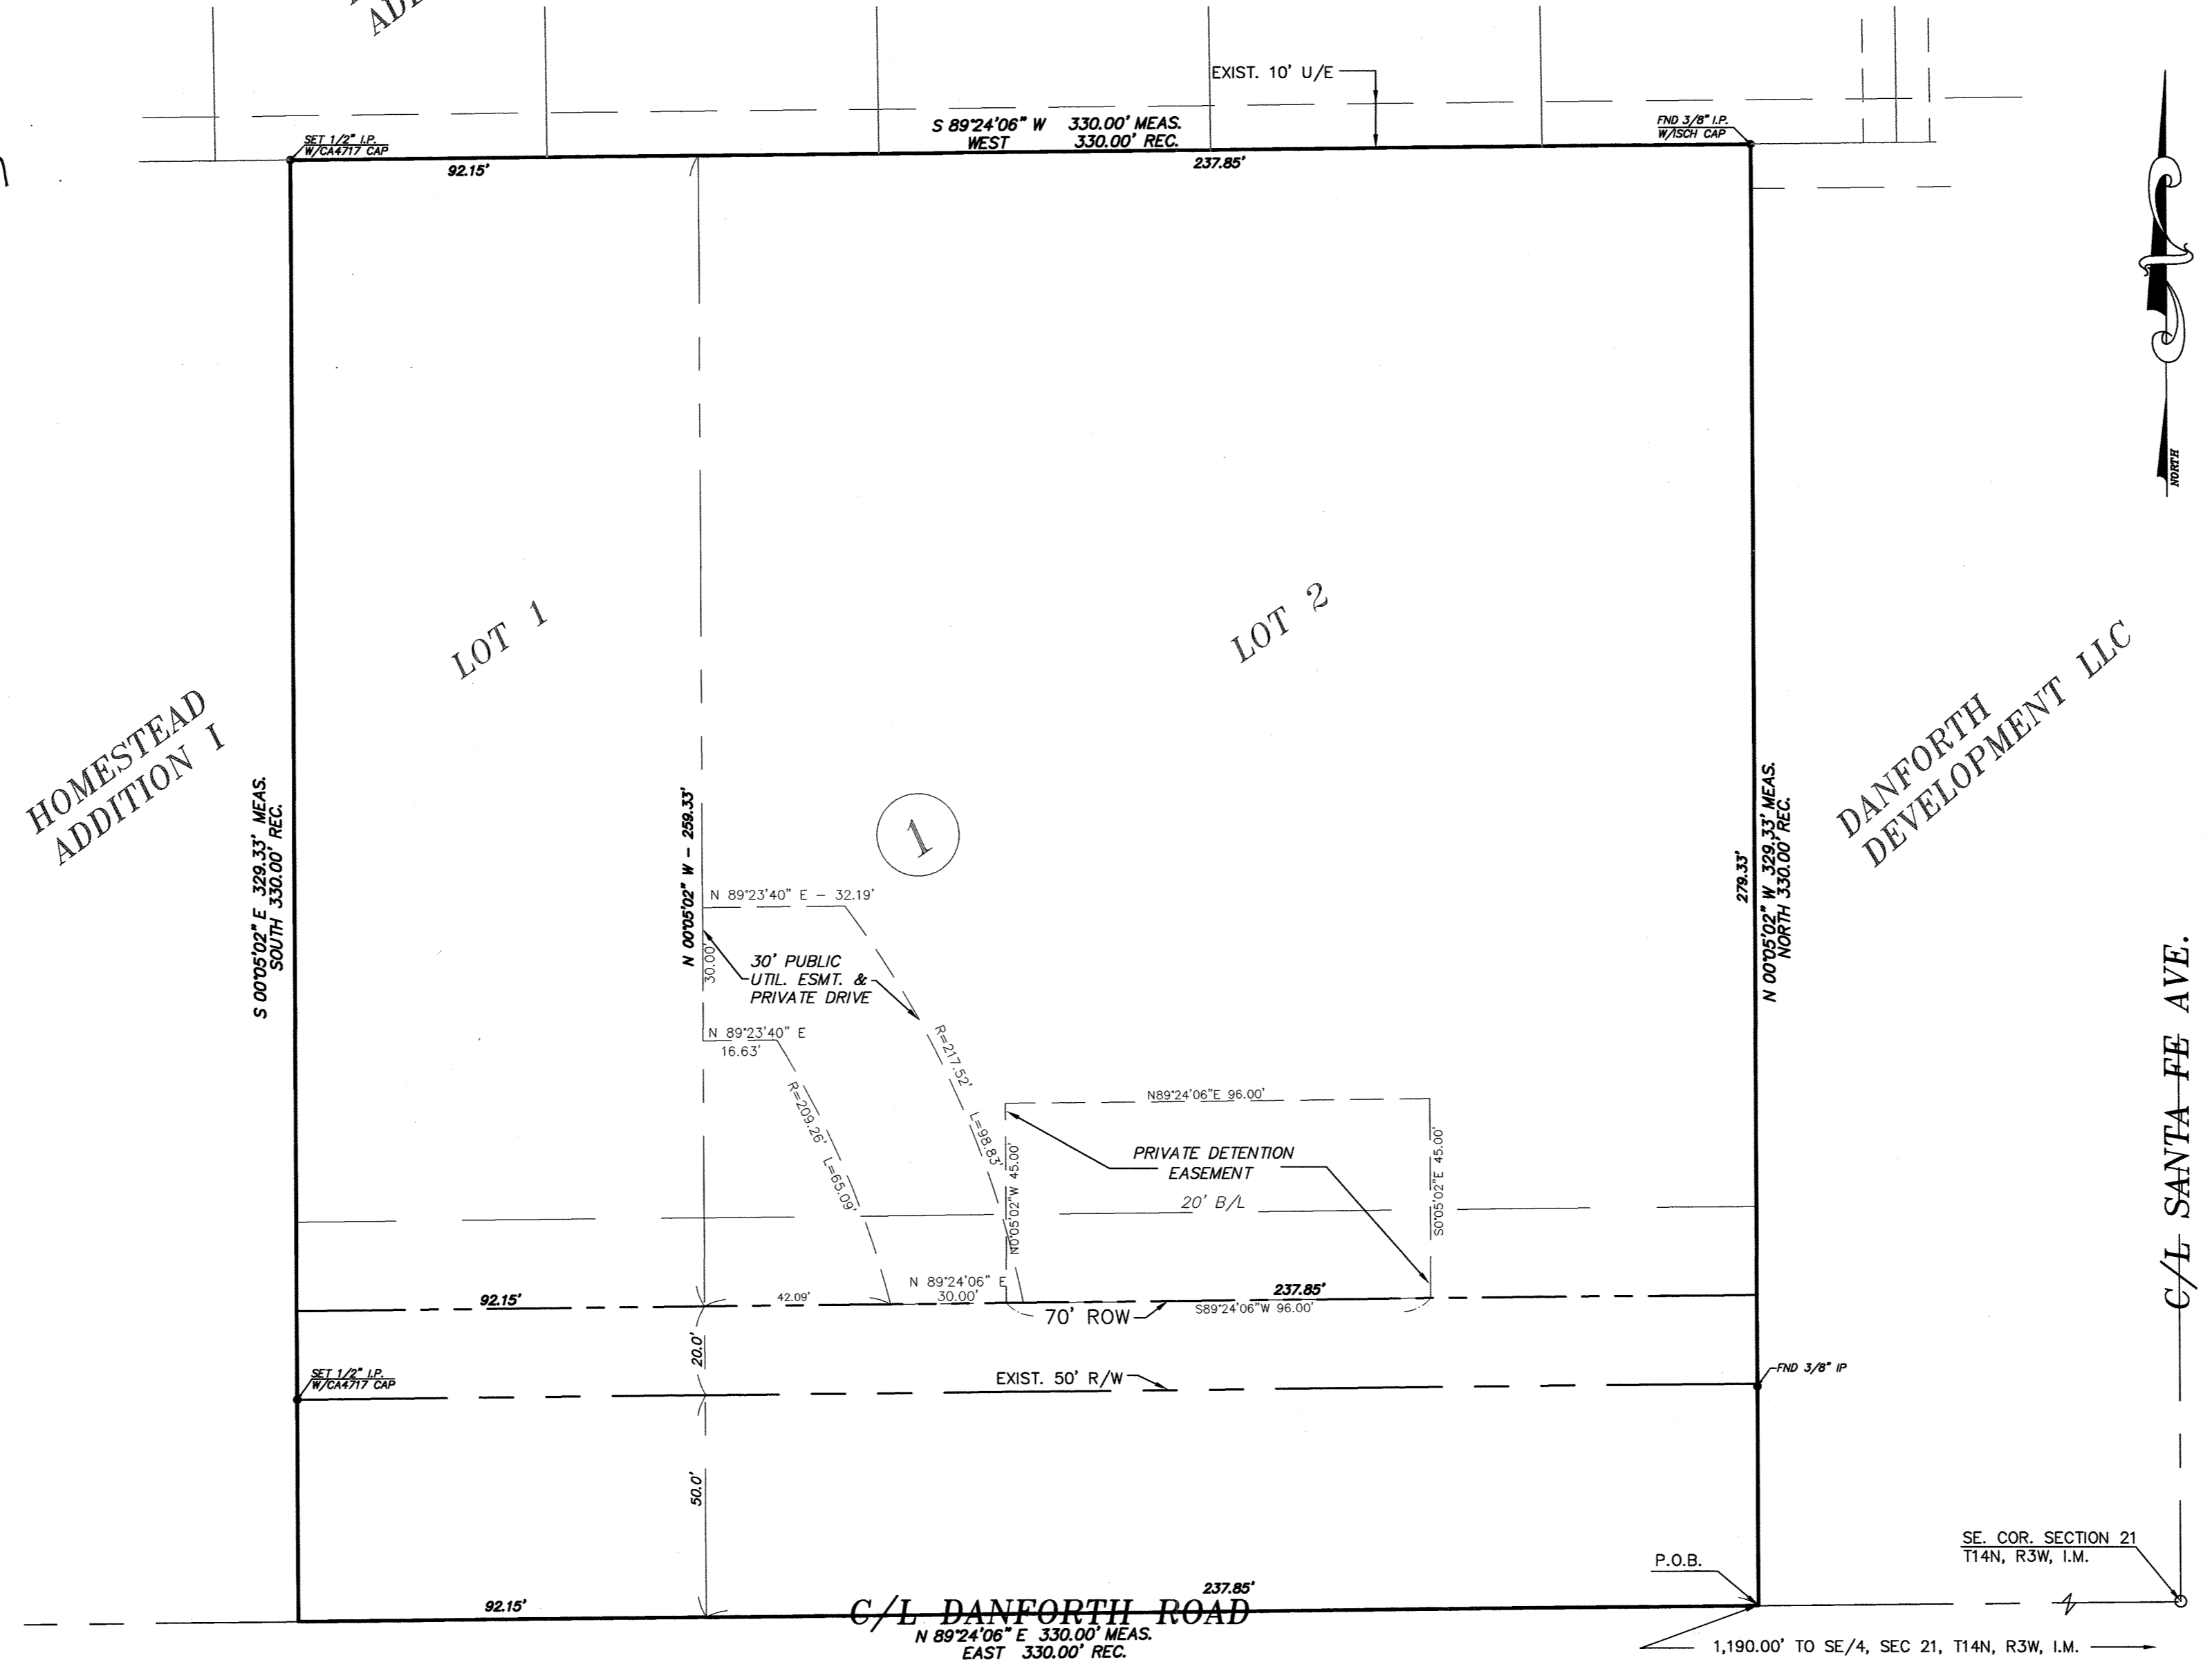 EXIST. 10' U/E
SET 1/2" I.P.
W/CA4717 CAP
S 89°24'06" W 330.00' MEAS.
WEST 330.00' REC.
FND 3/8" I.P.
W/ISCH CAP
92.15'
237.85'
NORTH
LOT 1
LOT 2
HOMESTEAD
ADDITION I
DANFORTH
DEVELOPMENT LLC
S 00°05'02" E 329.33' MEAS.
SOUTH 330.00' REC.
N 00°05'02" W - 259.33'
1
279.33'
N 00°05'02" W 329.33' MEAS.
NORTH 330.00' REC.
N 89°23'40" E - 32.19'
30.00'
30' PUBLIC
UTIL. ESMT. &
PRIVATE DRIVE
N 89°23'40" E
16.63'
R=217.52' L=98.83'
R=209.26' L=65.09'
N89°24'06"E 96.00'
N0°05'02"W 45.00'
PRIVATE DETENTION
EASEMENT
S0°05'02"E 45.00'
20' B/L
C/L SANTA FE AVE.
92.15'
42.09'
N 89°24'06" E
30.00'
237.85'
S89°24'06"W 96.00'
70' ROW
20.0'
SET 1/2" I.P.
W/CA4717 CAP
EXIST. 50' R/W
FND 3/8" IP
50.0'
SE. COR. SECTION 21
T14N, R3W, I.M.
P.O.B.
92.15'
237.85'
C/L DANFORTH ROAD
N 89°24'06" E 330.00' MEAS.
EAST 330.00' REC.
1,190.00' TO SE/4, SEC 21, T14N, R3W, I.M.